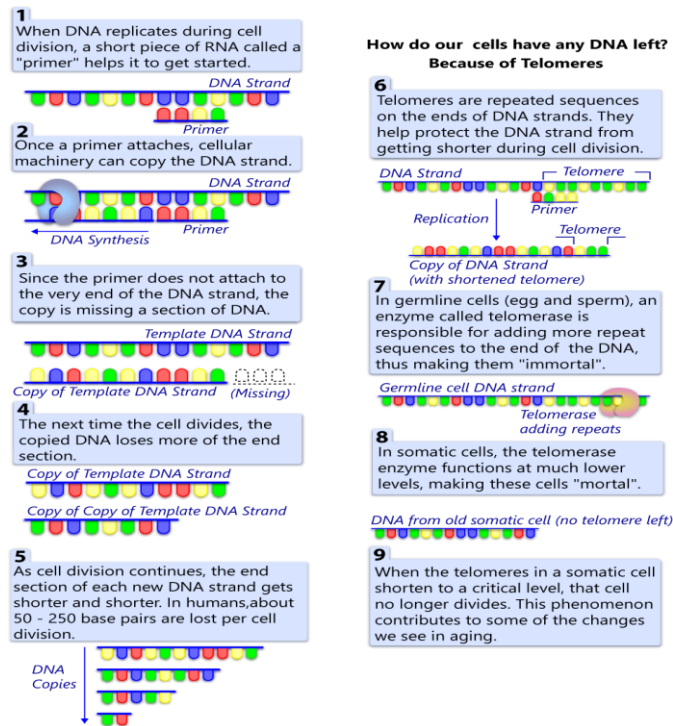 1
When DNA replicates during cell
division, a short piece of RNA called a
"primer" helps it to get started.
DNA Strand
Primer
2
Once a primer attaches, cellular
machinery can copy the DNA strand.
DNA Strand
DNA Synthesis
Primer
3
Since the primer does not attach to
the very end of the DNA strand, the
copy is missing a section of DNA.
Template DNA Strand
Copy of Template DNA Strand
(Missing)
4
The next time the cell divides, the
copied DNA loses more of the end
section.
Copy of Template DNA Strand
Copy of Copy of Template DNA Strand
5
As cell division continues, the end
section of each new DNA strand gets
shorter and shorter. In humans,about
50 - 250 base pairs are lost per cell
division.
DNA
Copies
How do our cells have any DNA left?
Because of Telomeres
6
Telomeres are repeated sequences
on the ends of DNA strands. They
help protect the DNA strand from
getting shorter during cell division.
DNA Strand
Telomere
Primer
Replication
Telomere
Copy of DNA Strand
(with shortened telomere)
7
In germline cells (egg and sperm), an
enzyme called telomerase is
responsible for adding more repeat
sequences to the end of the DNA,
thus making them "immortal".
Germline cell DNA strand
Telomerase
adding repeats
8
In somatic cells, the telomerase
enzyme functions at much lower
levels, making these cells "mortal".
DNA from old somatic cell (no telomere left)
9
When the telomeres in a somatic cell
shorten to a critical level, that cell
no longer divides. This phenomenon
contributes to some of the changes
we see in aging.